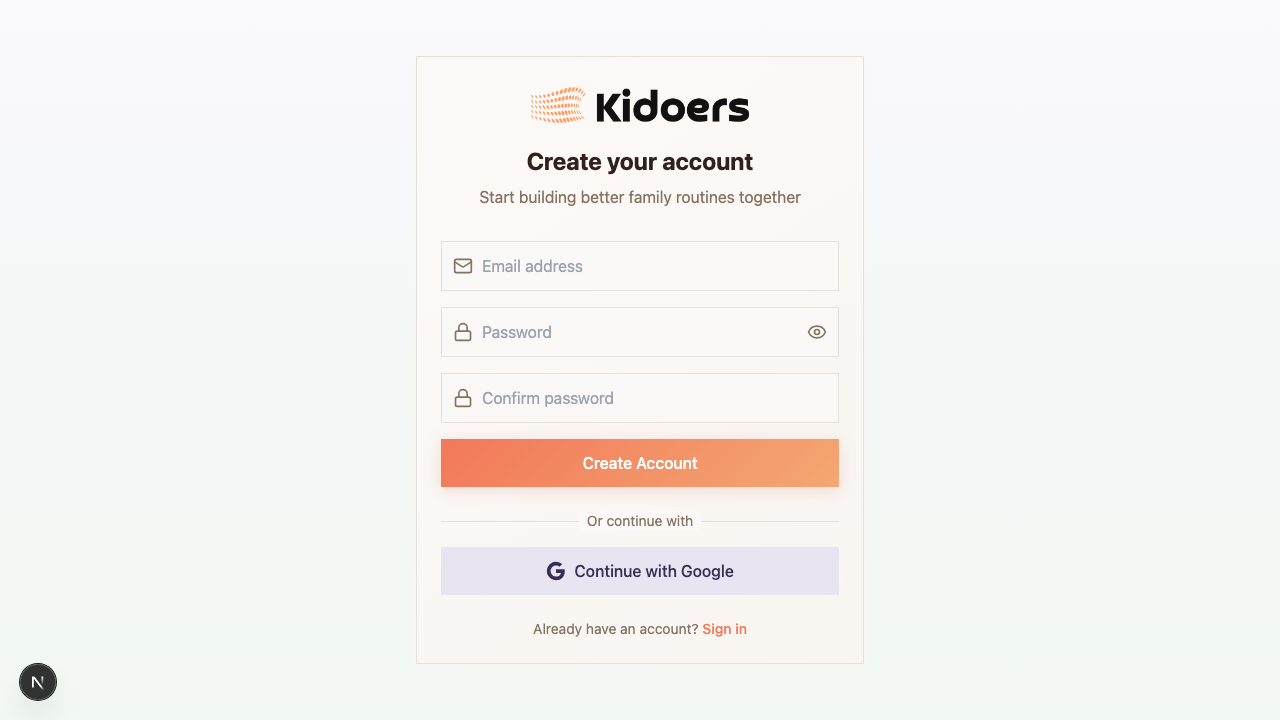 Kidoers
Create your account
Start building better family routines together
Email address
Password
Confirm password
Create Account
Or continue with
G Continue with Google
Already have an account? Sign in
N